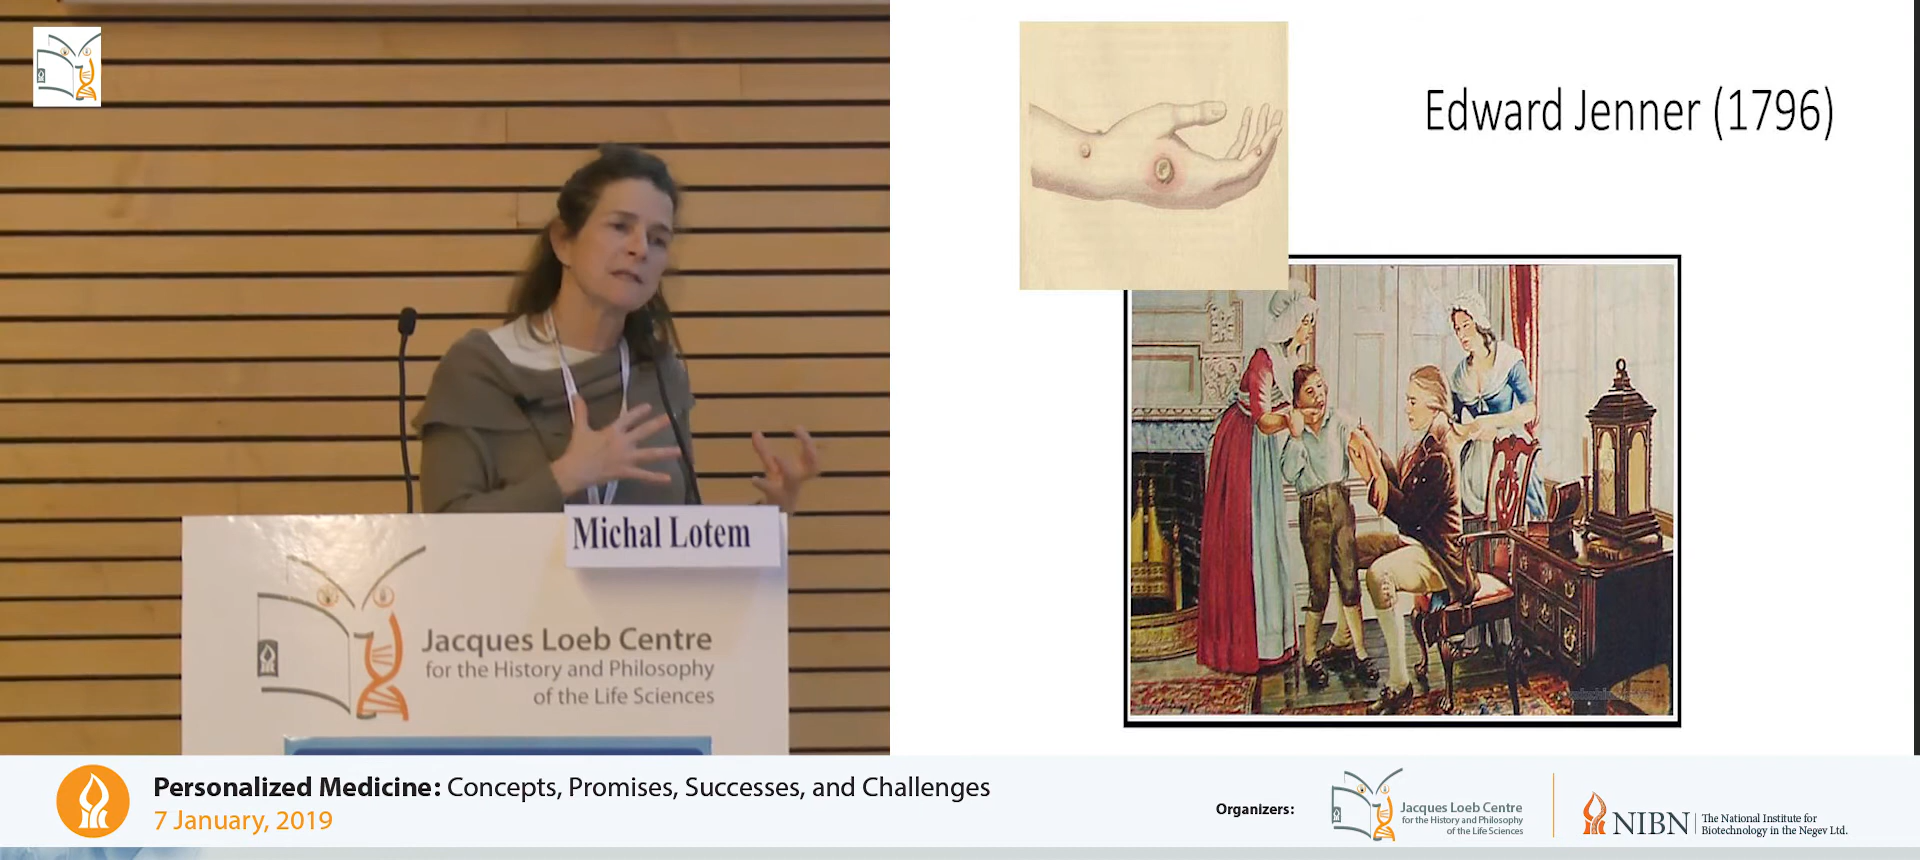 Edward Jenner (1796)
Michal Lotem
Jacques Loeb Centre
for the History and Philosophy
of the Life Sciences
Personalized Medicine: Concepts, Promises, Successes, and Challenges
7 January, 2019
Organizers:
Jacques Loeb Centre
for the History and Philosophy
of the Life Sciences
NIBN
The National Institute for
Biotechnology in the Negev Ltd.